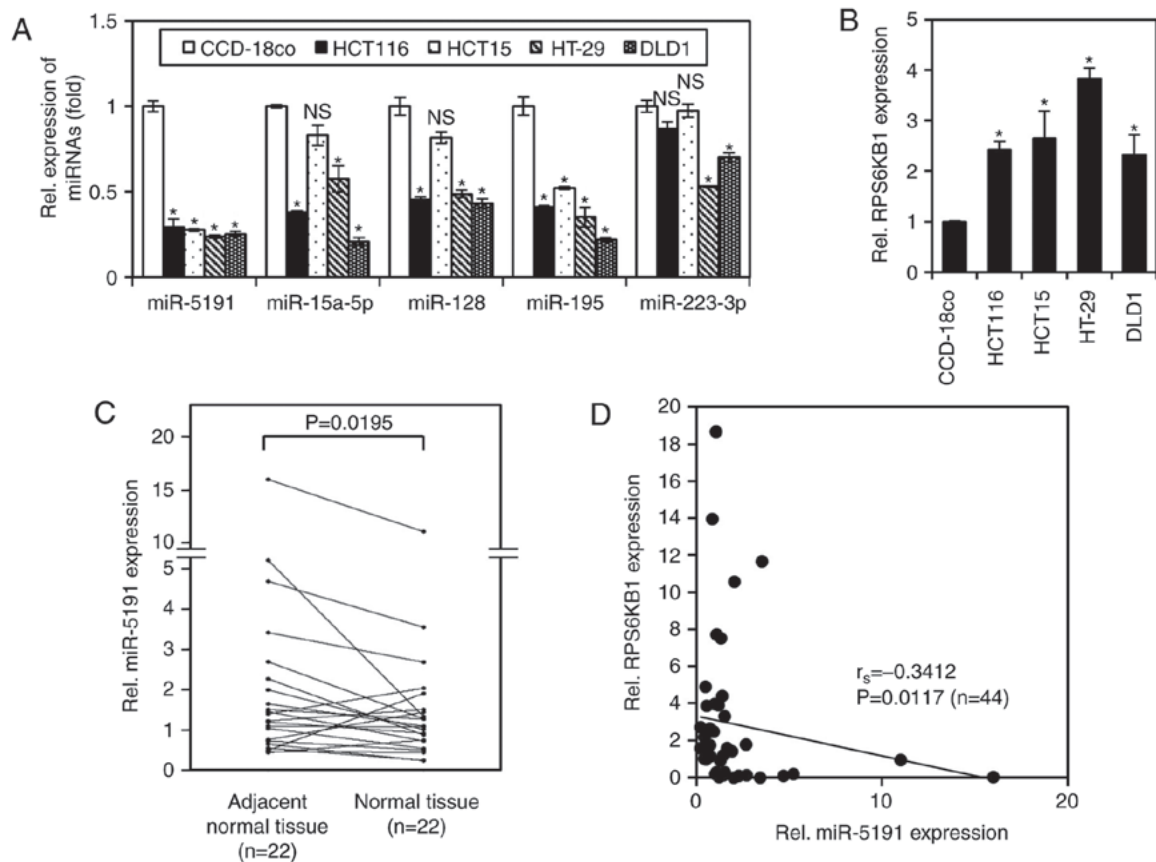 A
1.5
1
0.5
0
Rel. expression of
miRNAs (fold)
CCD-18co HCT116 HCT15 HT-29 DLD1
* * * *
* NS * *
* NS * *
* * * *
NS NS * *
miR-5191 miR-15a-5p miR-128 miR-195 miR-223-3p
B
5
4
3
2
1
0
Rel. RPS6KB1 expression
* * * *
CCD-18co
HCT116
HCT15
HT-29
DLD1
C
P=0.0195
20
15
10
5
4
3
2
1
0
Rel. miR-5191 expression
Adjacent
normal tissue
(n=22)
Normal tissue
(n=22)
D
20
18
16
14
12
10
8
6
4
2
0
Rel. RPS6KB1 expression
rs=−0.3412
P=0.0117 (n=44)
0 10 20
Rel. miR-5191 expression